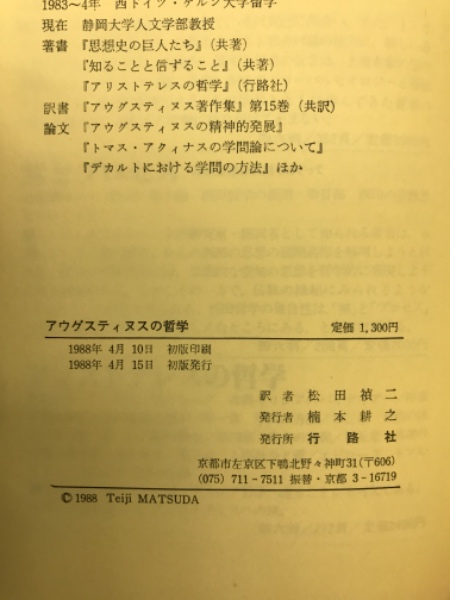 1983～4年 西ドイツ・ケルン大学留学
現在 静岡大学人文学部教授
著書 『思想史の巨人たち』(共著)
『知ることと信ずること』(共著)
『アリストテレスの哲学』(行路社)
訳書 『アウグスティヌス著作集』第15巻 (共訳)
論文 『アウグスティヌスの精神的発展』
『トマス・アクィナスの学問論について』
『デカルトにおける学問の方法』ほか
アウグスティヌスの哲学 定価 1,300円
1988年 4月 10日 初版印刷
1988年 4月 15日 初版発行
訳者 松田禎二
発行者 楠本耕之
発行所 行路社
京都市左京区下鴨北野々神町31(〒606)
(075) 711-7511 振替・京都 3-16719
© 1988 Teiji MATSUDA